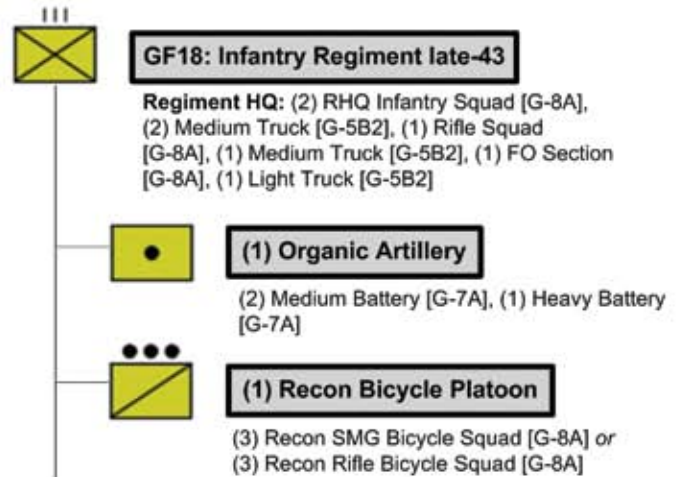 GF18: Infantry Regiment late-43
Regiment HQ: (2) RHQ Infantry Squad [G-8A],
(2) Medium Truck [G-5B2], (1) Rifle Squad
[G-8A], (1) Medium Truck [G-5B2], (1) FO Section
[G-8A], (1) Light Truck [G-5B2]
(1) Organic Artillery
(2) Medium Battery [G-7A], (1) Heavy Battery
[G-7A]
(1) Recon Bicycle Platoon
(3) Recon SMG Bicycle Squad [G-8A] or
(3) Recon Rifle Bicycle Squad [G-8A]